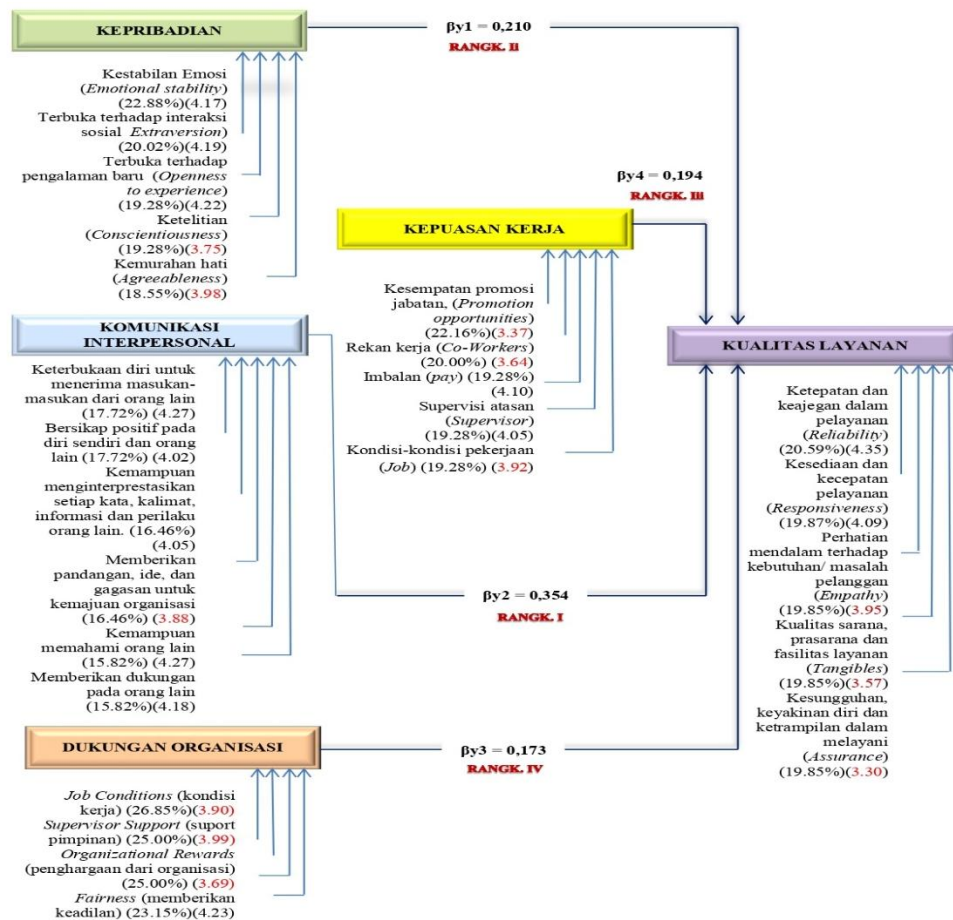 KEPRIBADIAN
βy1 = 0,210
RANGK. Ii
Kestabilan Emosi
(Emotional stability)
(22.88%)(4.17)
Terbuka terhadap interaksi
sosial Extraversion)
(20.02%)(4.19)
Terbuka terhadap
pengalaman baru (Openness
to experience)
(19.28%)(4.22)
Ketelitian
(Conscientiousness)
(19.28%)(3.75)
Kemurahan hati
(Agreeableness)
(18.55%)(3.98)
βy4 = 0,194
RANGK. Iii
KEPUASAN KERJA
Kesempatan promosi
jabatan, (Promotion
opportunities)
(22.16%)(3.37)
Rekan kerja (Co-Workers)
(20.00%) (3.64)
Imbalan (pay) (19.28%)
(4.10)
Supervisi atasan
(Supervisor)
(19.28%)(4.05)
Kondisi-kondisi pekerjaan
(Job) (19.28%) (3.92)
KOMUNIKASI
INTERPERSONAL
Keterbukaan diri untuk
menerima masukan-
masukan dari orang lain
(17.72%) (4.27)
Bersikap positif pada
diri sendiri dan orang
lain (17.72%) (4.02)
Kemampuan
menginterprestasikan
setiap kata, kalimat,
informasi dan perilaku
orang lain. (16.46%)
(4.05)
Memberikan
pandangan, ide, dan
gagasan untuk
kemajuan organisasi
(16.46%) (3.88)
Kemampuan
memahami orang lain
(15.82%) (4.27)
Memberikan dukungan
pada orang lain
(15.82%)(4.18)
βy2 = 0,354
RANGK. I
KUALITAS LAYANAN
Ketepatan dan
keajegan dalam
pelayanan
(Reliability)
(20.59%)(4.35)
Kesediaan dan
kecepatan
pelayanan
(Responsiveness)
(19.87%)(4.09)
Perhatian
mendalam terhadap
kebutuhan/ masalah
pelanggan
(Empathy)
(19.85%)(3.95)
Kualitas sarana,
prasarana dan
fasilitas layanan
(Tangibles)
(19.85%)(3.57)
Kesungguhan,
keyakinan diri dan
ketrampilan dalam
melayani
(Assurance)
(19.85%)(3.30)
DUKUNGAN ORGANISASI
βy3 = 0,173
RANGK. IV
Job Conditions (kondisi
kerja) (26.85%)(3.90)
Supervisor Support (suport
pimpinan) (25.00%)(3.99)
Organizational Rewards
(penghargaan dari organisasi)
(25.00%) (3.69)
Fairness (memberikan
keadilan) (23.15%)(4.23)